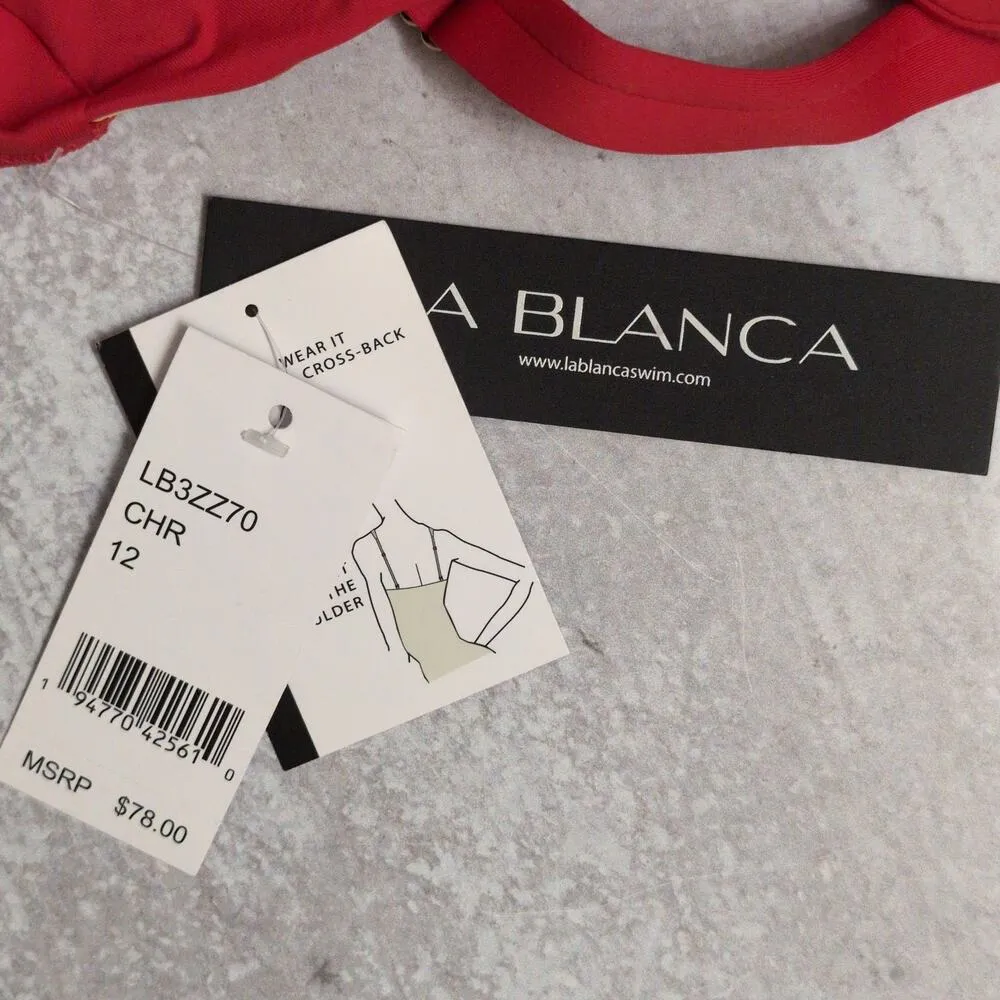 A BLANCA
www.lablancaswim.com
WEAR IT
CROSS-BACK
THE
LB3ZZ70
CHR
12
1 94770 42561 0
MSRP $78.00